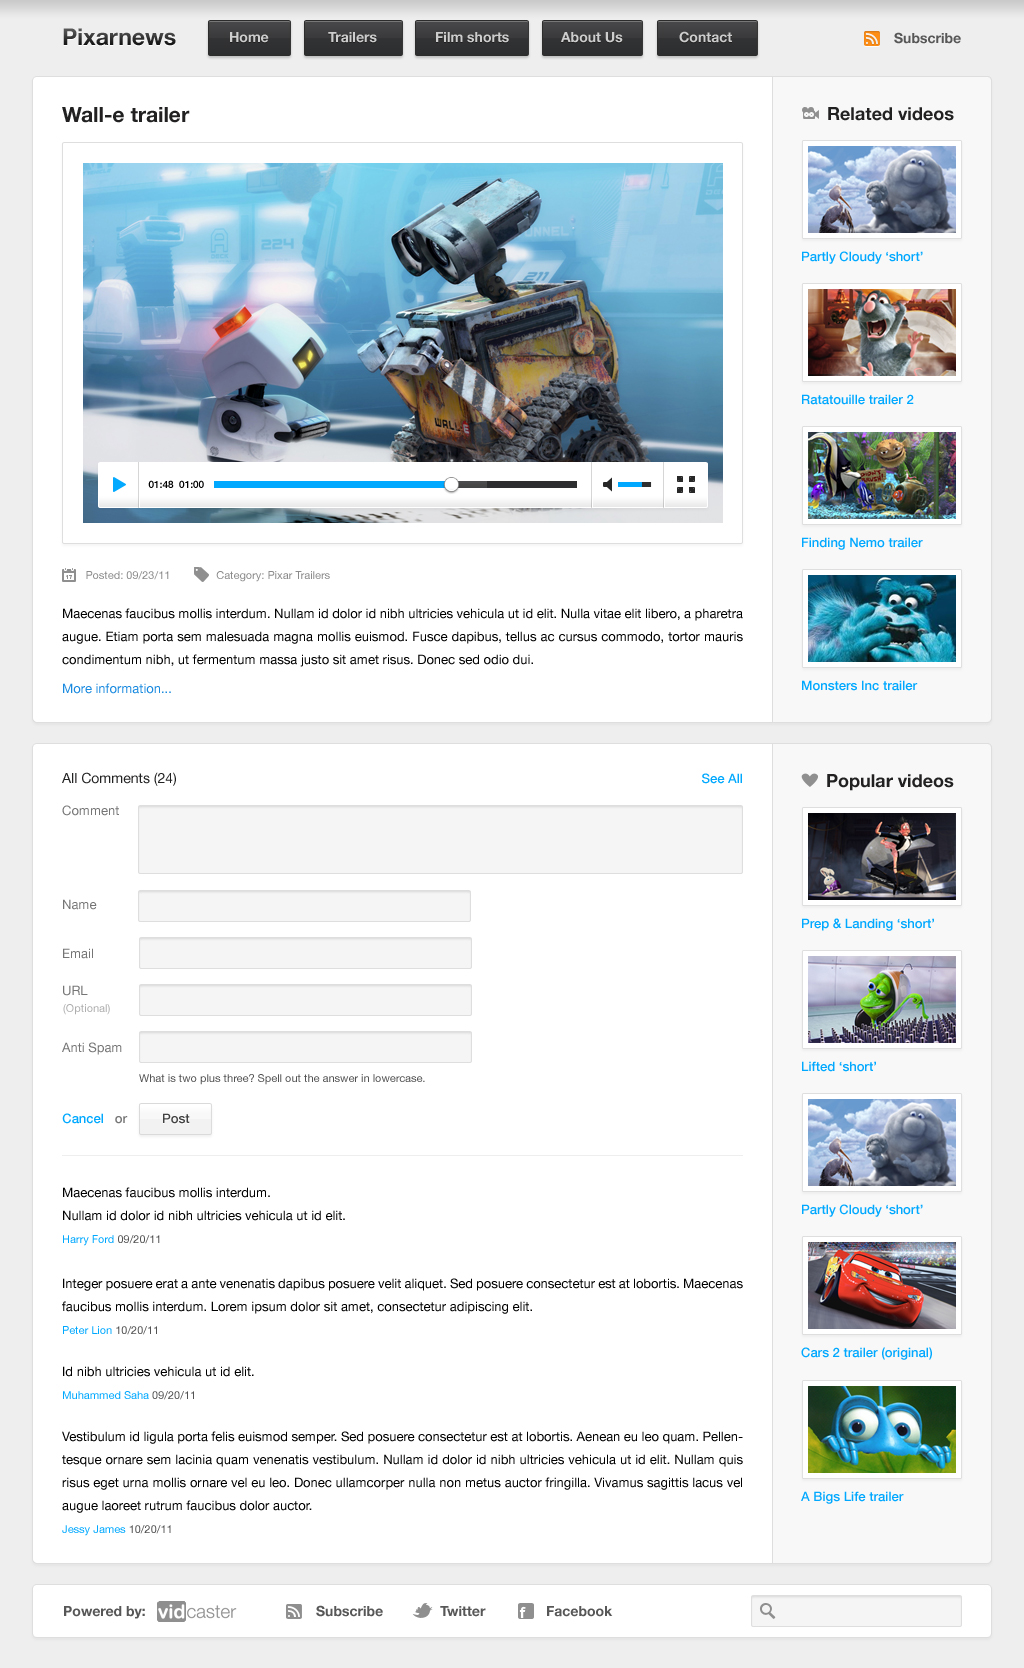 Pixarnews
Home
Trailers
Film shorts
About Us
Contact
Subscribe
Wall-e trailer
224
211
WALL-E
01:48 01:00
Posted: 09/23/11
Category: Pixar Trailers
Maecenas faucibus mollis interdum. Nullam id dolor id nibh ultricies vehicula ut id elit. Nulla vitae elit libero, a pharetra
augue. Etiam porta sem malesuada magna mollis euismod. Fusce dapibus, tellus ac cursus commodo, tortor mauris
condimentum nibh, ut fermentum massa justo sit amet risus. Donec sed odio dui.
More information...
Related videos
Partly Cloudy ‘short’
Ratatouille trailer 2
Finding Nemo trailer
Monsters Inc trailer
All Comments (24)
See All
Comment
Name
Email
URL
(Optional)
Anti Spam
What is two plus three? Spell out the answer in lowercase.
Cancel or Post
Maecenas faucibus mollis interdum.
Nullam id dolor id nibh ultricies vehicula ut id elit.
Harry Ford 09/20/11
Integer posuere erat a ante venenatis dapibus posuere velit aliquet. Sed posuere consectetur est at lobortis. Maecenas
faucibus mollis interdum. Lorem ipsum dolor sit amet, consectetur adipiscing elit.
Peter Lion 10/20/11
Id nibh ultricies vehicula ut id elit.
Muhammed Saha 09/20/11
Vestibulum id ligula porta felis euismod semper. Sed posuere consectetur est at lobortis. Aenean eu leo quam. Pellen-
tesque ornare sem lacinia quam venenatis vestibulum. Nullam id dolor id nibh ultricies vehicula ut id elit. Nullam quis
risus eget urna mollis ornare vel eu leo. Donec ullamcorper nulla non metus auctor fringilla. Vivamus sagittis lacus vel
augue laoreet rutrum faucibus dolor auctor.
Jessy James 10/20/11
Popular videos
Prep & Landing ‘short’
Lifted ‘short’
Partly Cloudy ‘short’
Cars 2 trailer (original)
A Bigs Life trailer
Powered by: vidcaster
Subscribe
Twitter
Facebook